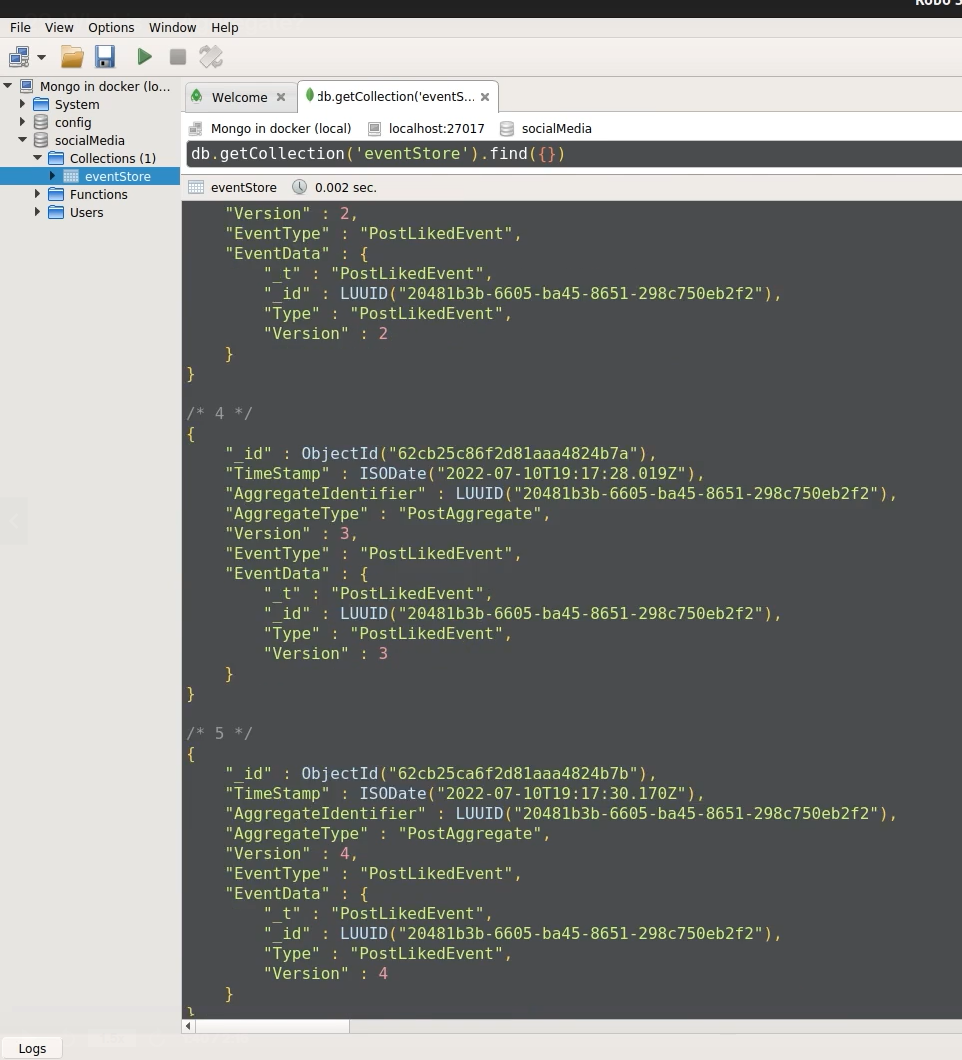 File View Options Window Help
Mongo in docker (lo...
System
config
socialMedia
Collections (1)
eventStore
Functions
Users
Welcome
db.getCollection('eventS...
Mongo in docker (local) localhost:27017 socialMedia
db.getCollection('eventStore').find({})
eventStore 0.002 sec.
"Version" : 2,
"EventType" : "PostLikedEvent",
"EventData" : {
"_t" : "PostLikedEvent",
"_id" : LUUID("20481b3b-6605-ba45-8651-298c750eb2f2"),
"Type" : "PostLikedEvent",
"Version" : 2
}
}
/* 4 */
{
"_id" : ObjectId("62cb25c86f2d81aaa4824b7a"),
"TimeStamp" : ISODate("2022-07-10T19:17:28.019Z"),
"AggregateIdentifier" : LUUID("20481b3b-6605-ba45-8651-298c750eb2f2"),
"AggregateType" : "PostAggregate",
"Version" : 3,
"EventType" : "PostLikedEvent",
"EventData" : {
"_t" : "PostLikedEvent",
"_id" : LUUID("20481b3b-6605-ba45-8651-298c750eb2f2"),
"Type" : "PostLikedEvent",
"Version" : 3
}
}
/* 5 */
{
"_id" : ObjectId("62cb25ca6f2d81aaa4824b7b"),
"TimeStamp" : ISODate("2022-07-10T19:17:30.170Z"),
"AggregateIdentifier" : LUUID("20481b3b-6605-ba45-8651-298c750eb2f2"),
"AggregateType" : "PostAggregate",
"Version" : 4,
"EventType" : "PostLikedEvent",
"EventData" : {
"_t" : "PostLikedEvent",
"_id" : LUUID("20481b3b-6605-ba45-8651-298c750eb2f2"),
"Type" : "PostLikedEvent",
"Version" : 4
}
}
Logs